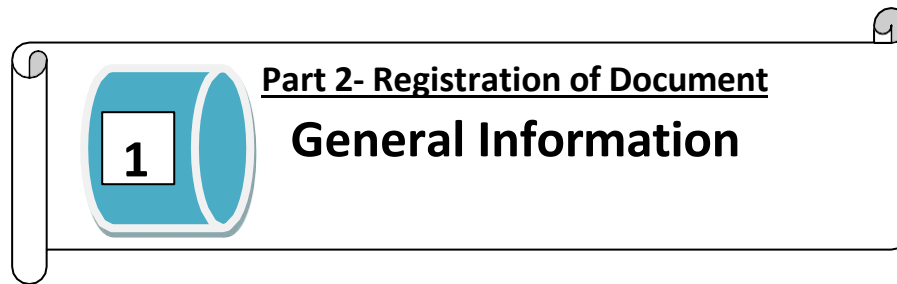 Part 2- Registration of Document
General Information
1